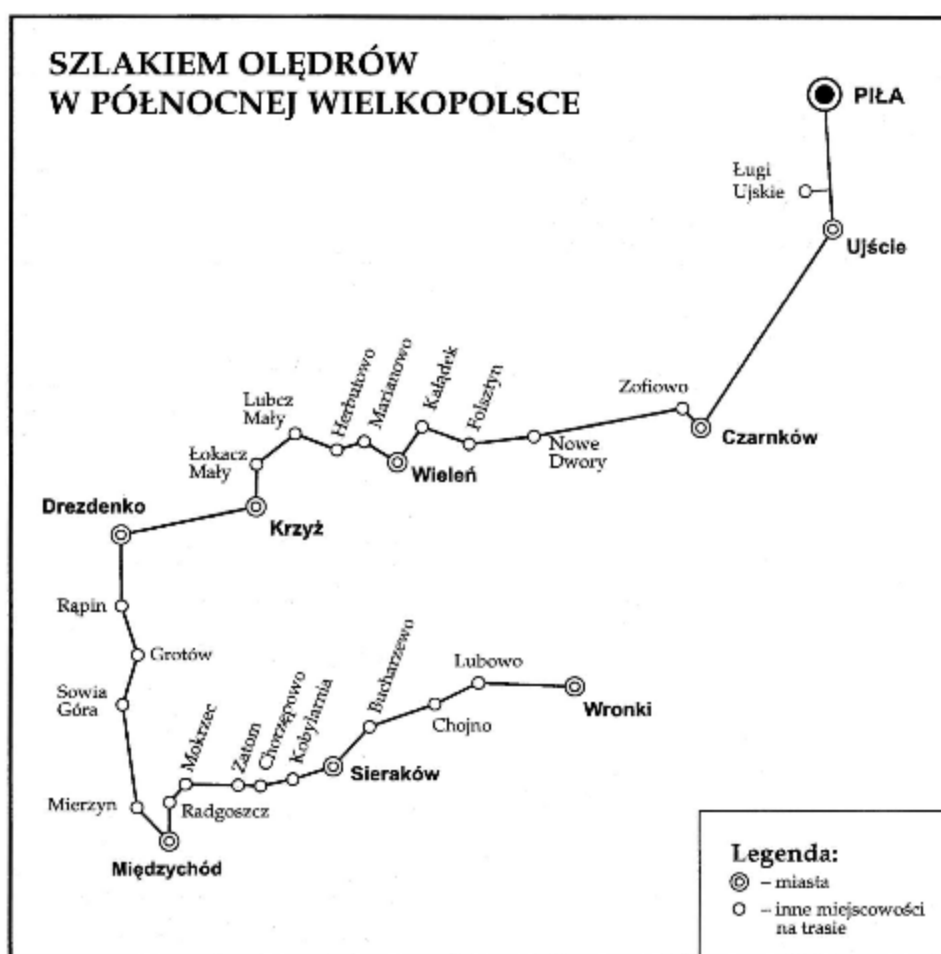 SZLAKIEM OLĘDRÓW
W PÓŁNOCNEJ WIELKOPOLSCE
PIŁA
Ługi
Ujskie
Ujście
Zofiowo
Czarnków
Nowe
Dwory
Folsztyn
Kałądek
Wieleń
Marianowo
Herbutowo
Lubcz
Mały
Łokacz
Mały
Krzyż
Drezdenko
Rąpin
Grotów
Sowia
Góra
Mierzyn
Międzychód
Radgoszcz
Mokrzec
Zatom
Chorzępowo
Kobylarnia
Sieraków
Bucharzewo
Chojno
Lubowo
Wronki
Legenda:
– miasta
– inne miejscowości
na trasie